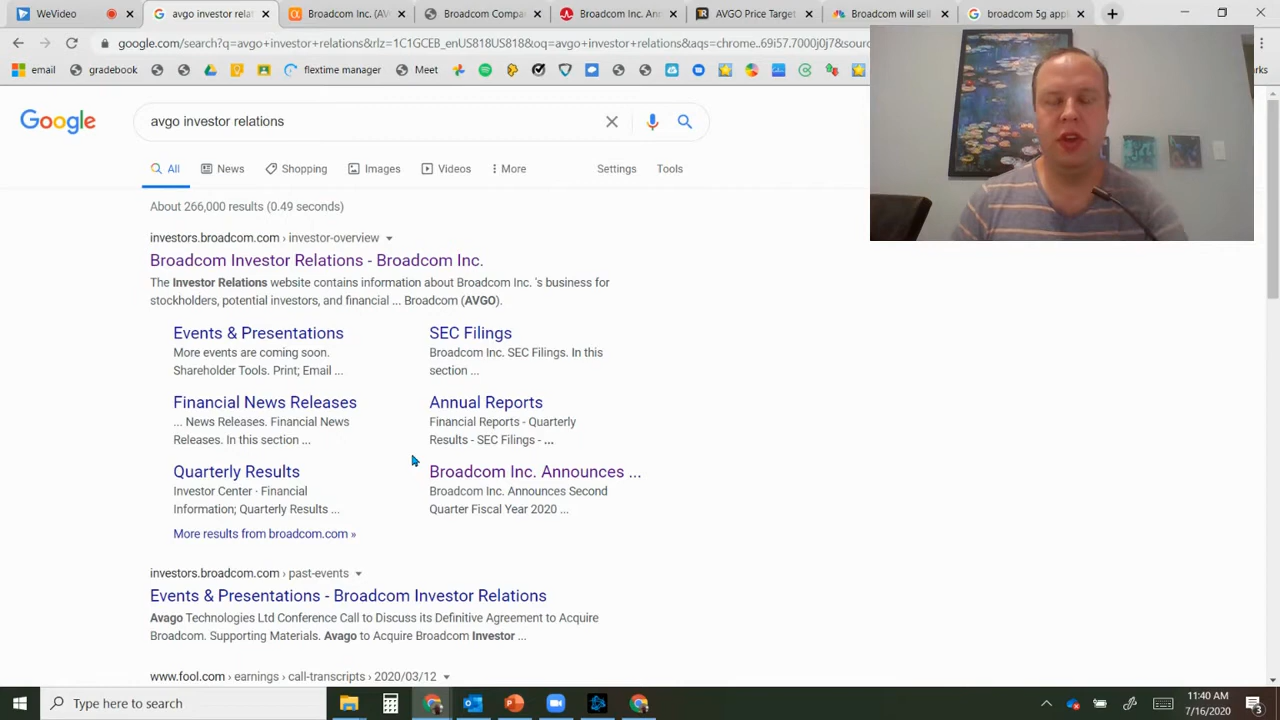 WeVideo
avgo investo
Broadcom Inc. (AV
Broadcom Compa
Broadcom Inc. An
AVGO Price Target
Broadcom will sell
broadcom 5g appl
google.com/search?q=avgo+investor+relations&rlz=1C1GCEB_enUS818US818&oq=avgo+investor+relations&aqs=chrome..69i57.7000j0j7&sour
email
gradebook
flextime manager
Meet
rks
Google
avgo investor relations
All
News
Shopping
Images
Videos
More
Settings
Tools
About 266,000 results (0.49 seconds)
investors.broadcom.com › investor-overview
Broadcom Investor Relations - Broadcom Inc.
The Investor Relations website contains information about Broadcom Inc. 's business for
stockholders, potential investors, and financial ... Broadcom (AVGO).
Events & Presentations
More events are coming soon.
Shareholder Tools. Print; Email ...
SEC Filings
Broadcom Inc. SEC Filings. In this
section ...
Financial News Releases
... News Releases. Financial News
Releases. In this section ...
Annual Reports
Financial Reports - Quarterly
Results - SEC Filings - ...
Quarterly Results
Investor Center · Financial
Information; Quarterly Results ...
Broadcom Inc. Announces ...
Broadcom Inc. Announces Second
Quarter Fiscal Year 2020 ...
More results from broadcom.com »
investors.broadcom.com › past-events
Events & Presentations - Broadcom Investor Relations
Avago Technologies Ltd Conference Call to Discuss its Definitive Agreement to Acquire
Broadcom. Supporting Materials. Avago to Acquire Broadcom Investor ...
www.fool.com › earnings › call-transcripts › 2020/03/12
Type here to search
11:40 AM
7/16/2020
3